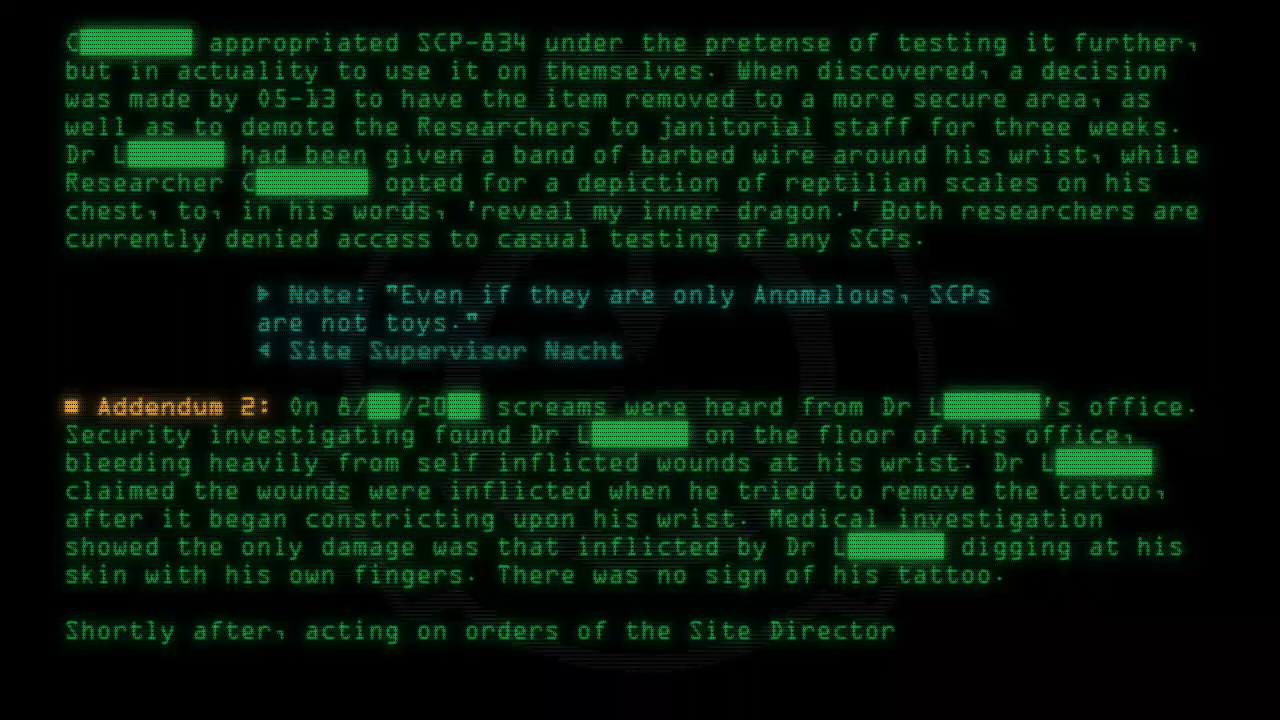 C███████ appropriated SCP-834 under the pretense of testing it further,
but in actuality to use it on themselves. When discovered, a decision
was made by O5-13 to have the item removed to a more secure area, as
well as to demote the Researchers to janitorial staff for three weeks.
Dr L██████ had been given a band of barbed wire around his wrist, while
Researcher C███████ opted for a depiction of reptilian scales on his
chest, to, in his words, 'reveal my inner dragon.' Both researchers are
currently denied access to casual testing of any SCPs.
► Note: "Even if they are only Anomalous, SCPs
are not toys."
◄ Site Supervisor Nacht
■ Addendum 2: On 8/██/20██ screams were heard from Dr L██████'s office.
Security investigating found Dr L██████ on the floor of his office,
bleeding heavily from self inflicted wounds at his wrist. Dr L██████
claimed the wounds were inflicted when he tried to remove the tattoo,
after it began constricting upon his wrist. Medical investigation
showed the only damage was that inflicted by Dr L██████ digging at his
skin with his own fingers. There was no sign of his tattoo.
Shortly after, acting on orders of the Site Director